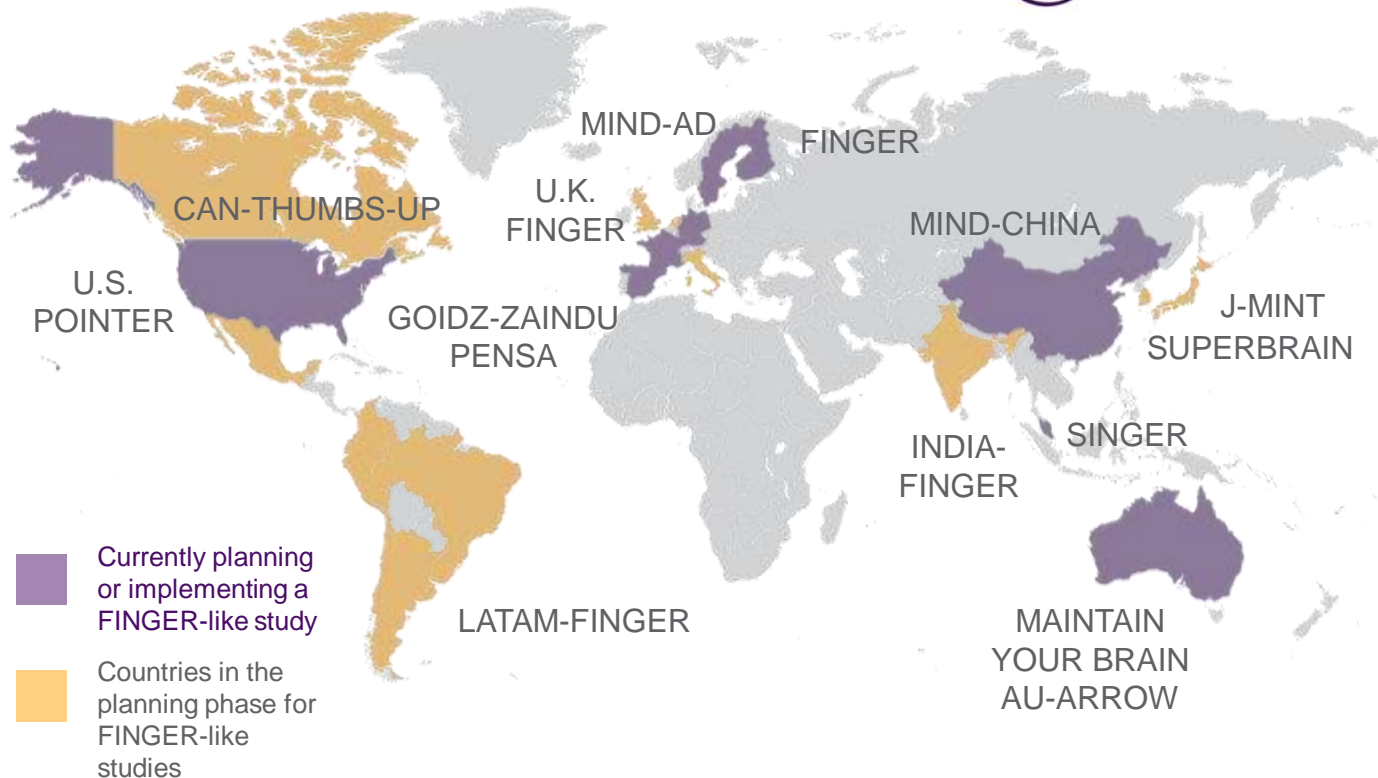 MIND-AD
FINGER
U.K.
FINGER
CAN-THUMBS-UP
MIND-CHINA
U.S.
POINTER
GOIDZ-ZAINDU
PENSA
J-MINT
SUPERBRAIN
INDIA-
FINGER
SINGER
LATAM-FINGER
MAINTAIN
YOUR BRAIN
AU-ARROW
Currently planning
or implementing a
FINGER-like study
Countries in the
planning phase for
FINGER-like
studies